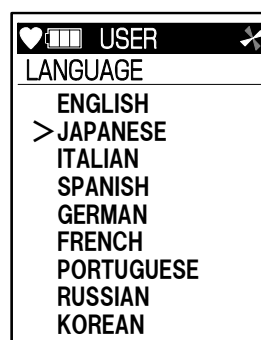 USER
LANGUAGE
ENGLISH
>JAPANESE
ITALIAN
SPANISH
GERMAN
FRENCH
PORTUGUESE
RUSSIAN
KOREAN